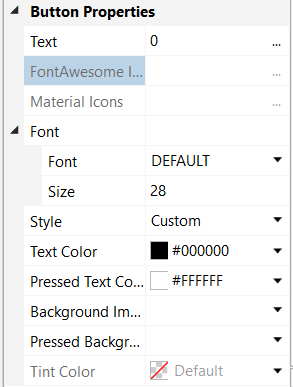 Button Properties
Text 0 ...
FontAwesome I... ...
Material Icons ...
Font
Font DEFAULT
Size 28
Style Custom
Text Color #000000
Pressed Text Co... #FFFFFF
Background Im...
Pressed Backgr...
Tint Color Default